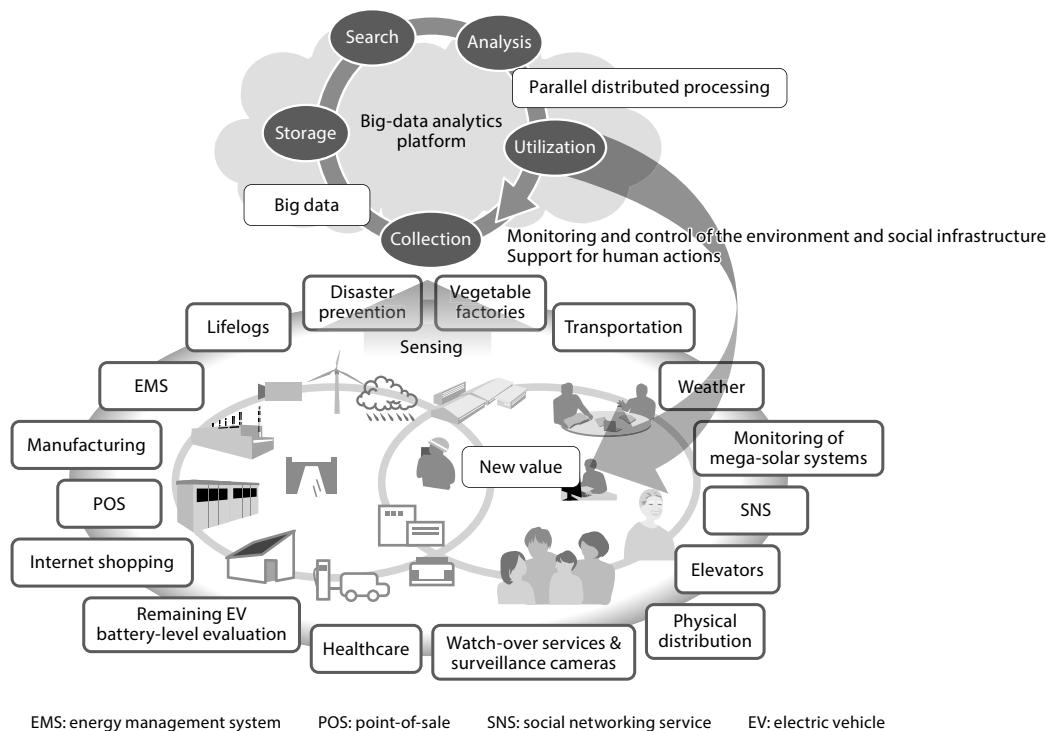 Search
Analysis
Parallel distributed processing
Big-data analytics
platform
Storage
Utilization
Big data
Collection
Monitoring and control of the environment and social infrastructure
Support for human actions
Disaster
prevention
Vegetable
factories
Lifelogs
Transportation
Sensing
EMS
Weather
Manufacturing
Monitoring of
mega-solar systems
New value
POS
SNS
Internet shopping
Elevators
Remaining EV
battery-level evaluation
Physical
distribution
Healthcare
Watch-over services &
surveillance cameras
EMS: energy management system POS: point-of-sale SNS: social networking service EV: electric vehicle